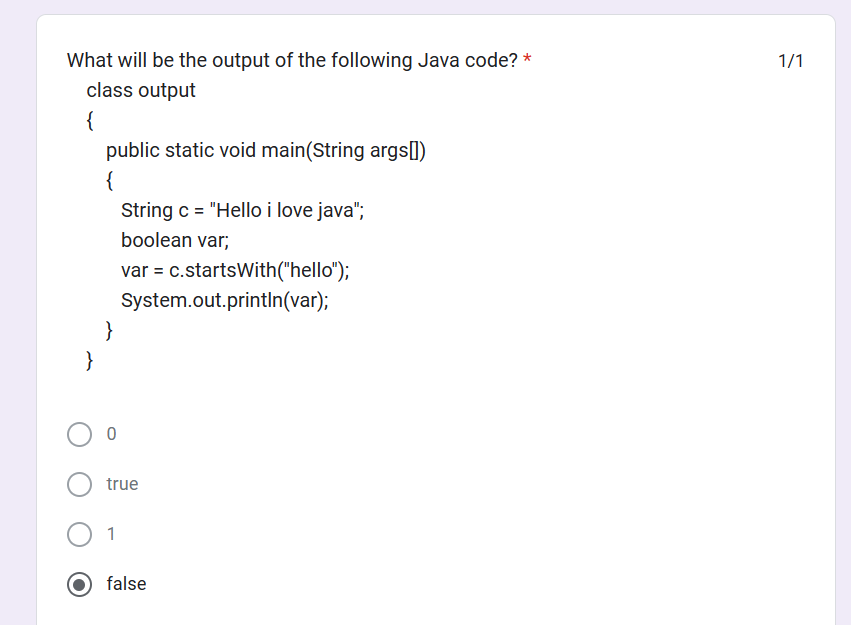 What will be the output of the following Java code? * 1/1
class output
{
public static void main(String args[])
{
String c = "Hello i love java";
boolean var;
var = c.startsWith("hello");
System.out.println(var);
}
}
0
true
1
false